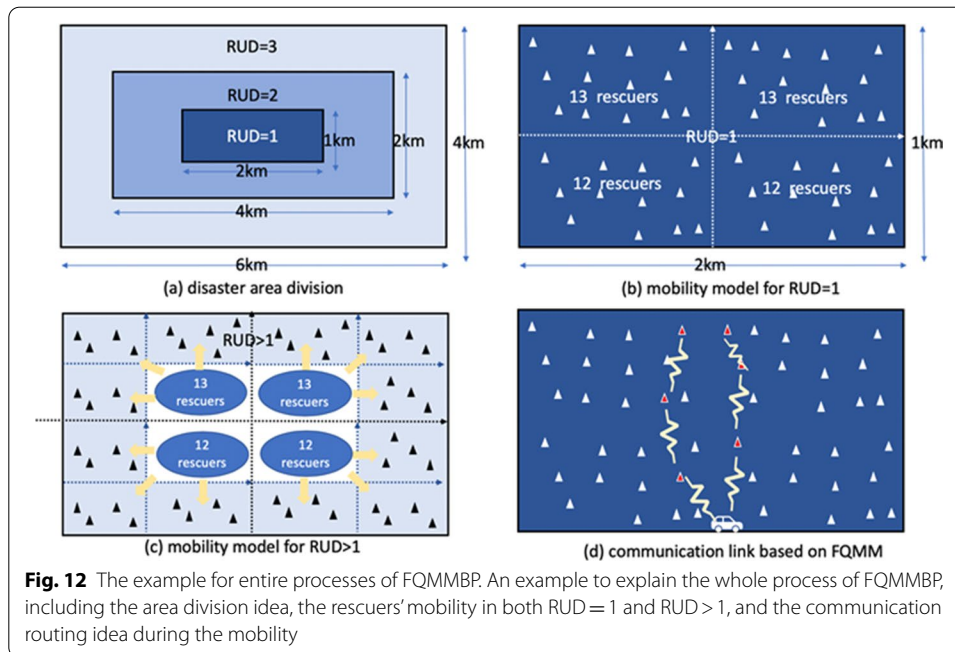 RUD=3
RUD=2
RUD=1
1km
2km
4km
2km
4km
6km
(a) disaster area division
13 rescuers
13 rescuers
RUD=1
12 rescuers
12 rescuers
1km
2km
(b) mobility model for RUD=1
RUD>1
13
rescuers
13
rescuers
12
rescuers
12
rescuers
(c) mobility model for RUD>1
(d) communication link based on FQMM
Fig. 12 The example for entire processes of FQMMBP. An example to explain the whole process of FQMMBP,
including the area division idea, the rescuers' mobility in both RUD = 1 and RUD > 1, and the communication
routing idea during the mobility